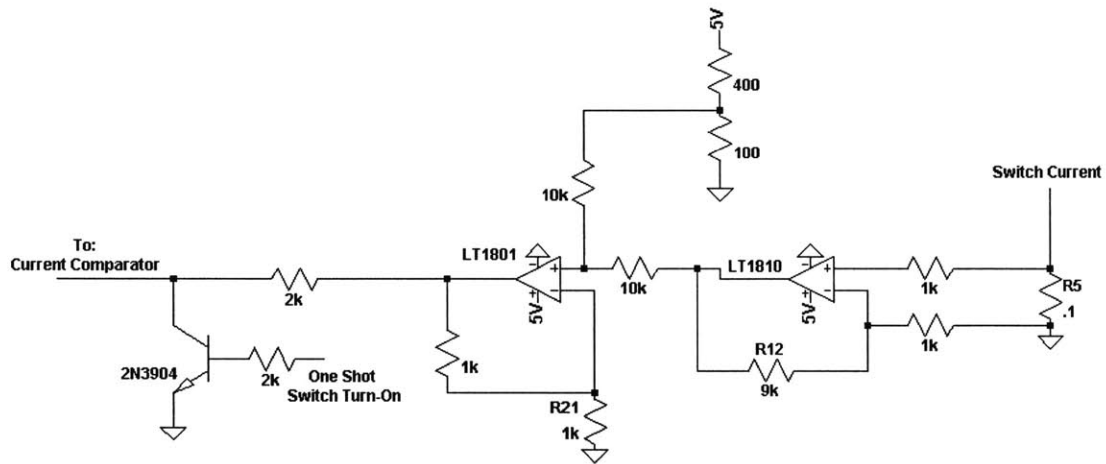 5V
400
100
10k
Switch Current
To:
Current Comparator
LT1801
+
-
-
+
5V
2k
10k
LT1810
+
-
-
+
5V
1k
R5
.1
1k
R12
9k
1k
2N3904
2k
One Shot
Switch Turn-On
R21
1k